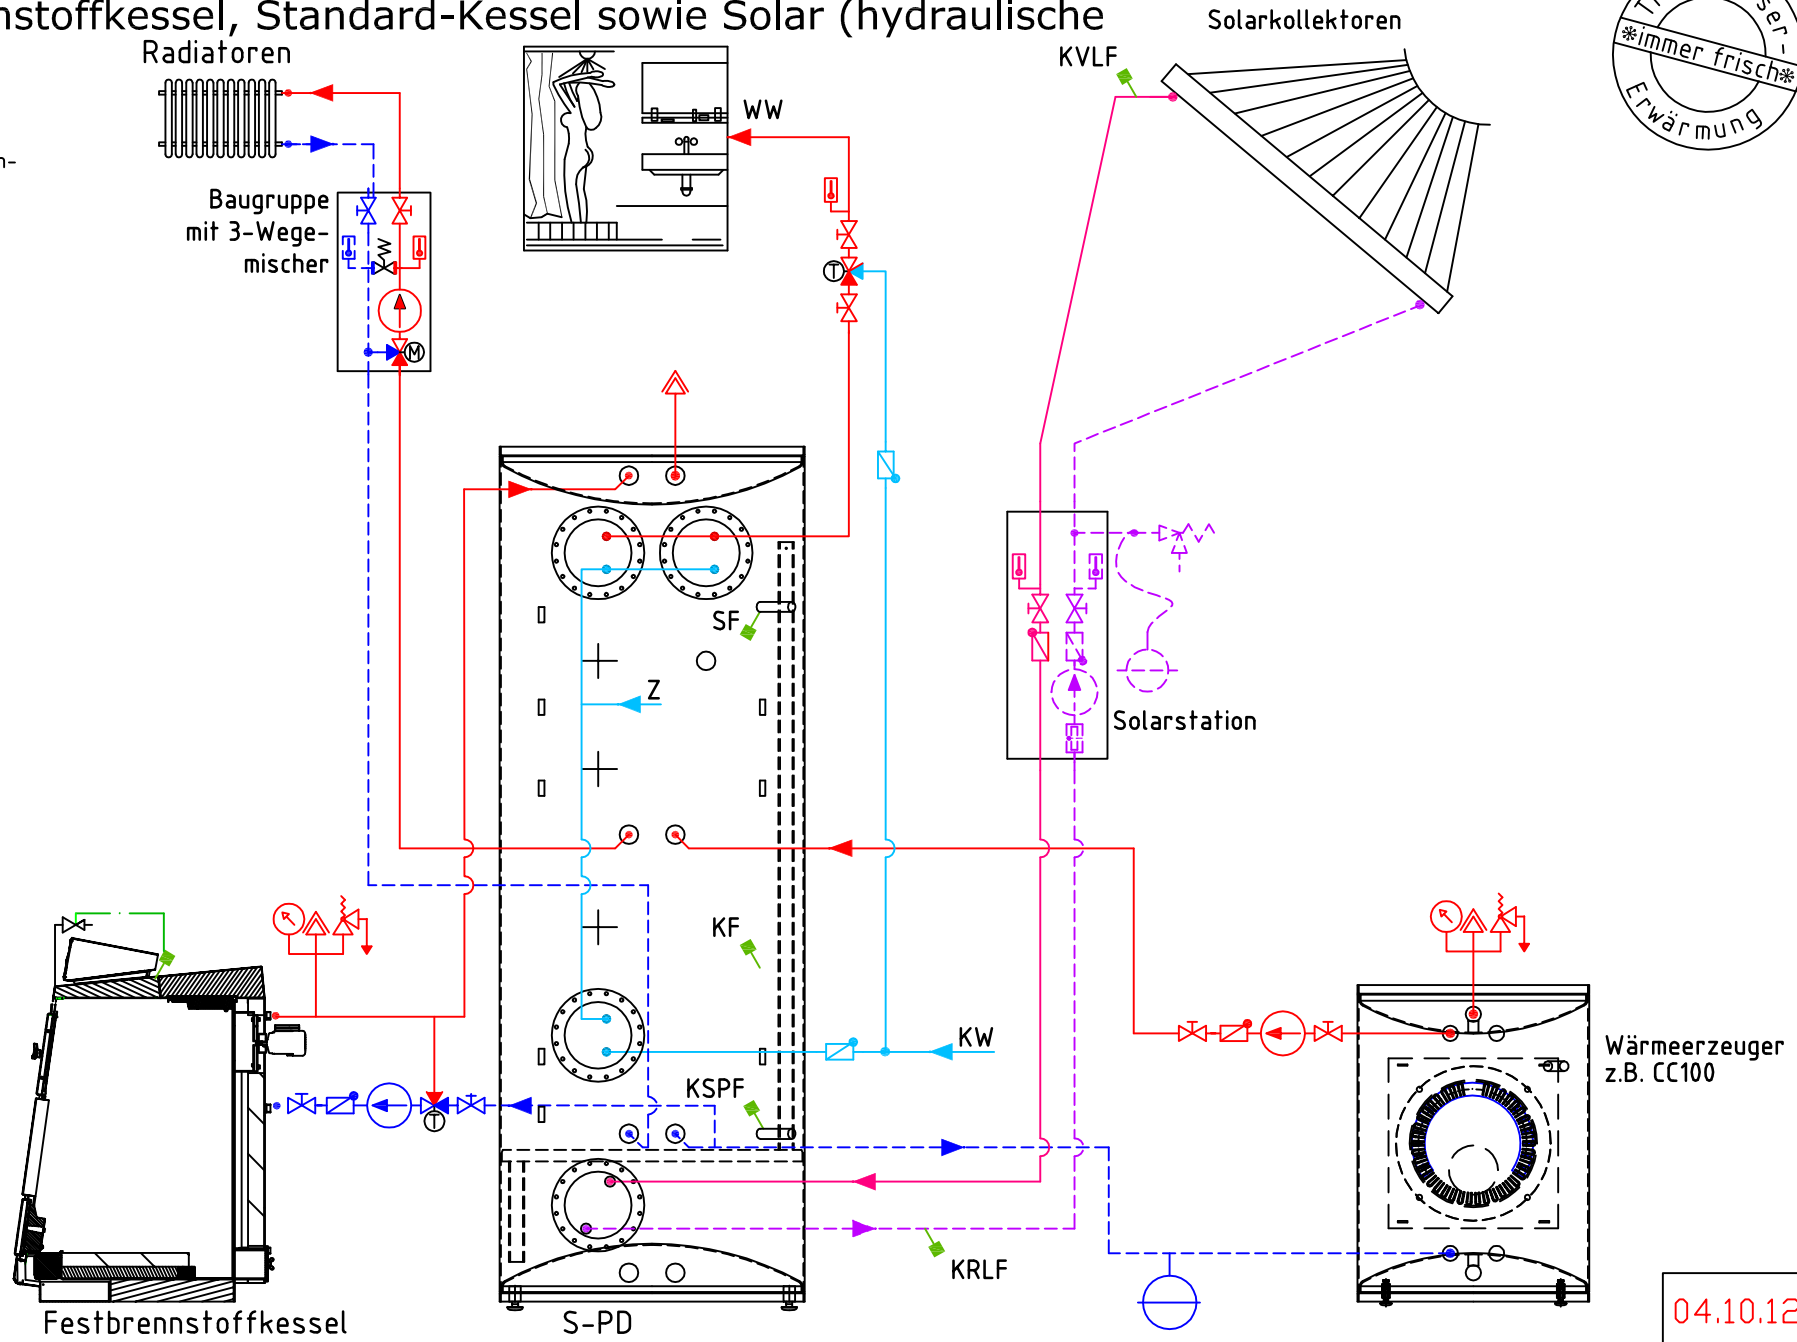 nstoffkessel, Standard-Kessel sowie Solar (hydraulische
Solarkollektoren
Radiatoren
KVLF
*immer frisch*
Erwärmung
WW
n-
Baugruppe
mit 3-Wege-
mischer
T
M
SF
Z
Solarstation
KF
KW
KSPF
T
Wärmeerzeuger
z.B. CC100
KRLF
Festbrennstoffkessel
S-PD
04.10.12